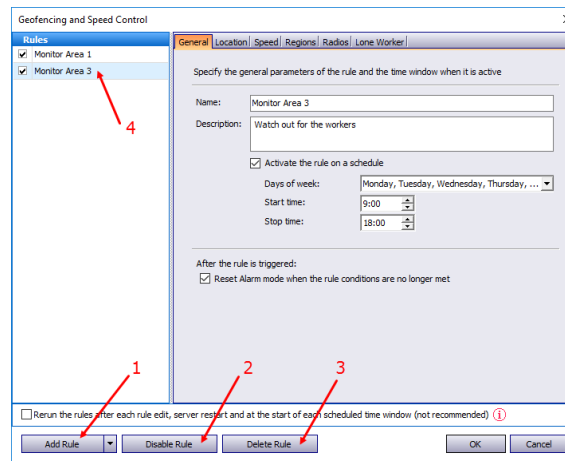 Geofencing and Speed Control
Rules
Monitor Area 1
Monitor Area 3
4
General Location Speed Regions Radios Lone Worker
Specify the general parameters of the rule and the time window when it is active
Name: Monitor Area 3
Description: Watch out for the workers
Activate the rule on a schedule
Days of week: Monday, Tuesday, Wednesday, Thursday, ...
Start time: 9:00
Stop time: 18:00
After the rule is triggered:
Reset Alarm mode when the rule conditions are no longer met
1 2 3
Rerun the rules after each rule edit, server restart and at the start of each scheduled time window (not recommended) i
Add Rule Disable Rule Delete Rule OK Cancel